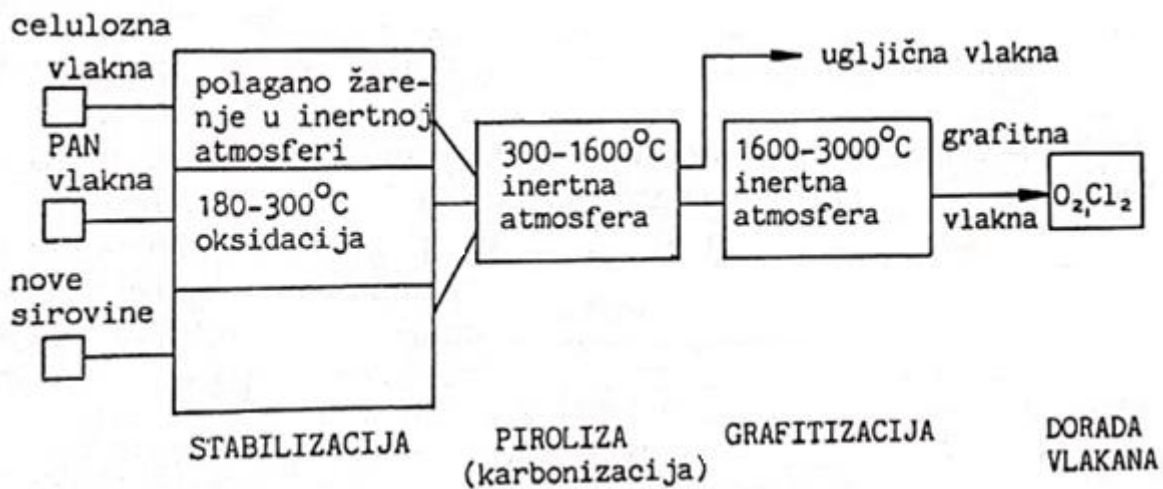 celulozna
vlakna
PAN
vlakna
nove
sirovine
polagano žare-
nje u inertnoj
atmosferi
180-300°C
oksidacija
300-1600°C
inertna
atmosfera
ugljična vlakna
1600-3000°C
inertna
atmosfera
grafitna
vlakna
O₂,Cl₂
STABILIZACIJA
PIROLIZA
(karbonizacija)
GRAFITIZACIJA
DORADA
VLAKANA